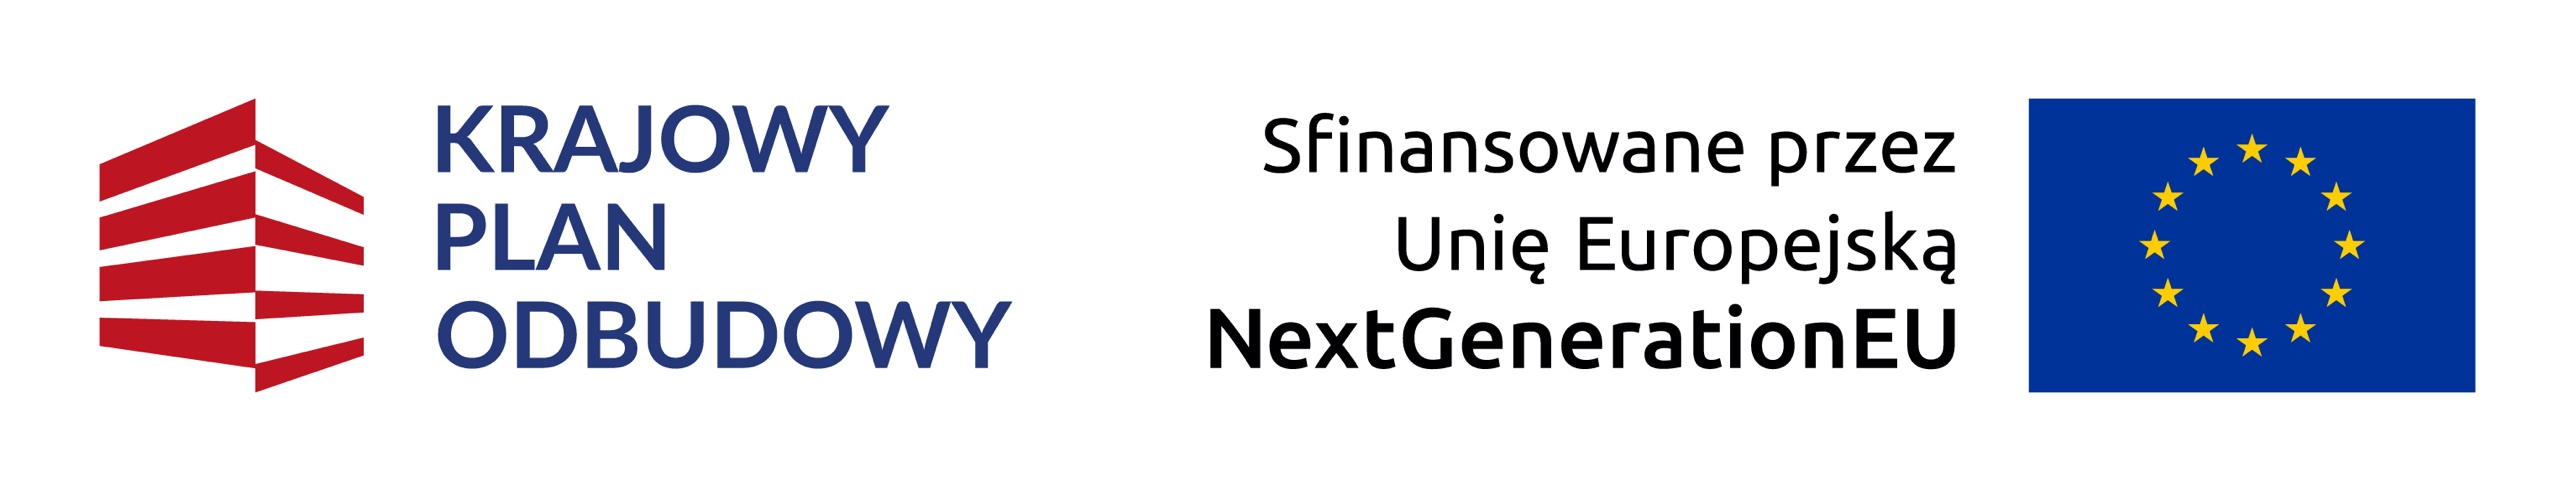 KRAJOWY
PLAN
ODBUDOWY
Sfinansowane przez
Unię Europejską
NextGenerationEU